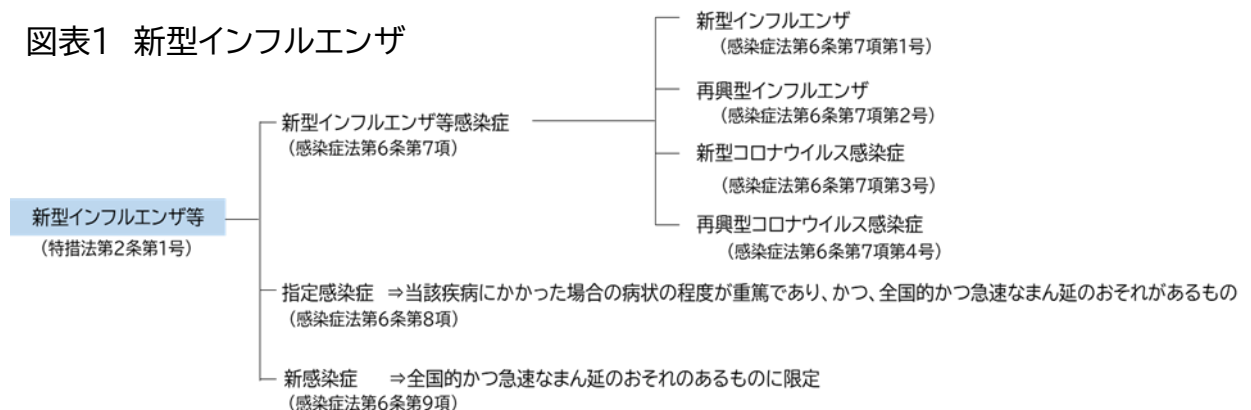 図表1 新型インフルエンザ
新型インフルエンザ等
(特措法第2条第1号)
新型インフルエンザ等感染症
(感染症法第6条第7項)
新型インフルエンザ
(感染症法第6条第7項第1号)
再興型インフルエンザ
(感染症法第6条第7項第2号)
新型コロナウイルス感染症
(感染症法第6条第7項第3号)
再興型コロナウイルス感染症
(感染症法第6条第7項第4号)
指定感染症 ⇒当該疾病にかかった場合の病状の程度が重篤であり、かつ、全国的かつ急速なまん延のおそれがあるもの
(感染症法第6条第8項)
新感染症 ⇒全国的かつ急速なまん延のおそれのあるものに限定
(感染症法第6条第9項)